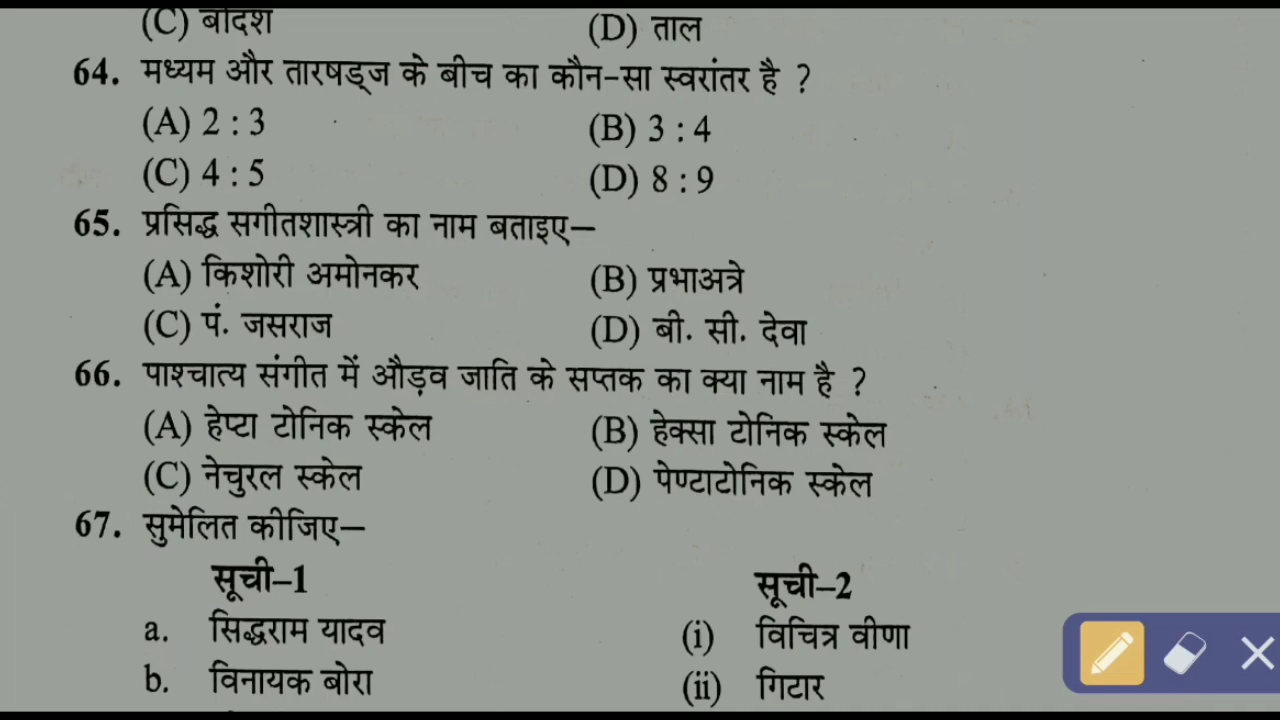 (C) बंदिश (D) ताल
64. मध्यम और तारषड्ज के बीच का कौन-सा स्वरांतर है ?
(A) 2 : 3 (B) 3 : 4
(C) 4 : 5 (D) 8 : 9
65. प्रसिद्ध सगीतशास्त्री का नाम बताइए—
(A) किशोरी अमोनकर (B) प्रभाअत्रे
(C) पं. जसराज (D) बी. सी. देवा
66. पाश्चात्य संगीत में औड़व जाति के सप्तक का क्या नाम है ?
(A) हेप्टा टोनिक स्केल (B) हेक्सा टोनिक स्केल
(C) नेचुरल स्केल (D) पेण्टाटोनिक स्केल
67. सुमेलित कीजिए—
सूची–1 सूची–2
a. सिद्धराम यादव (i) विचित्र वीणा
b. विनायक बोरा (ii) गिटार